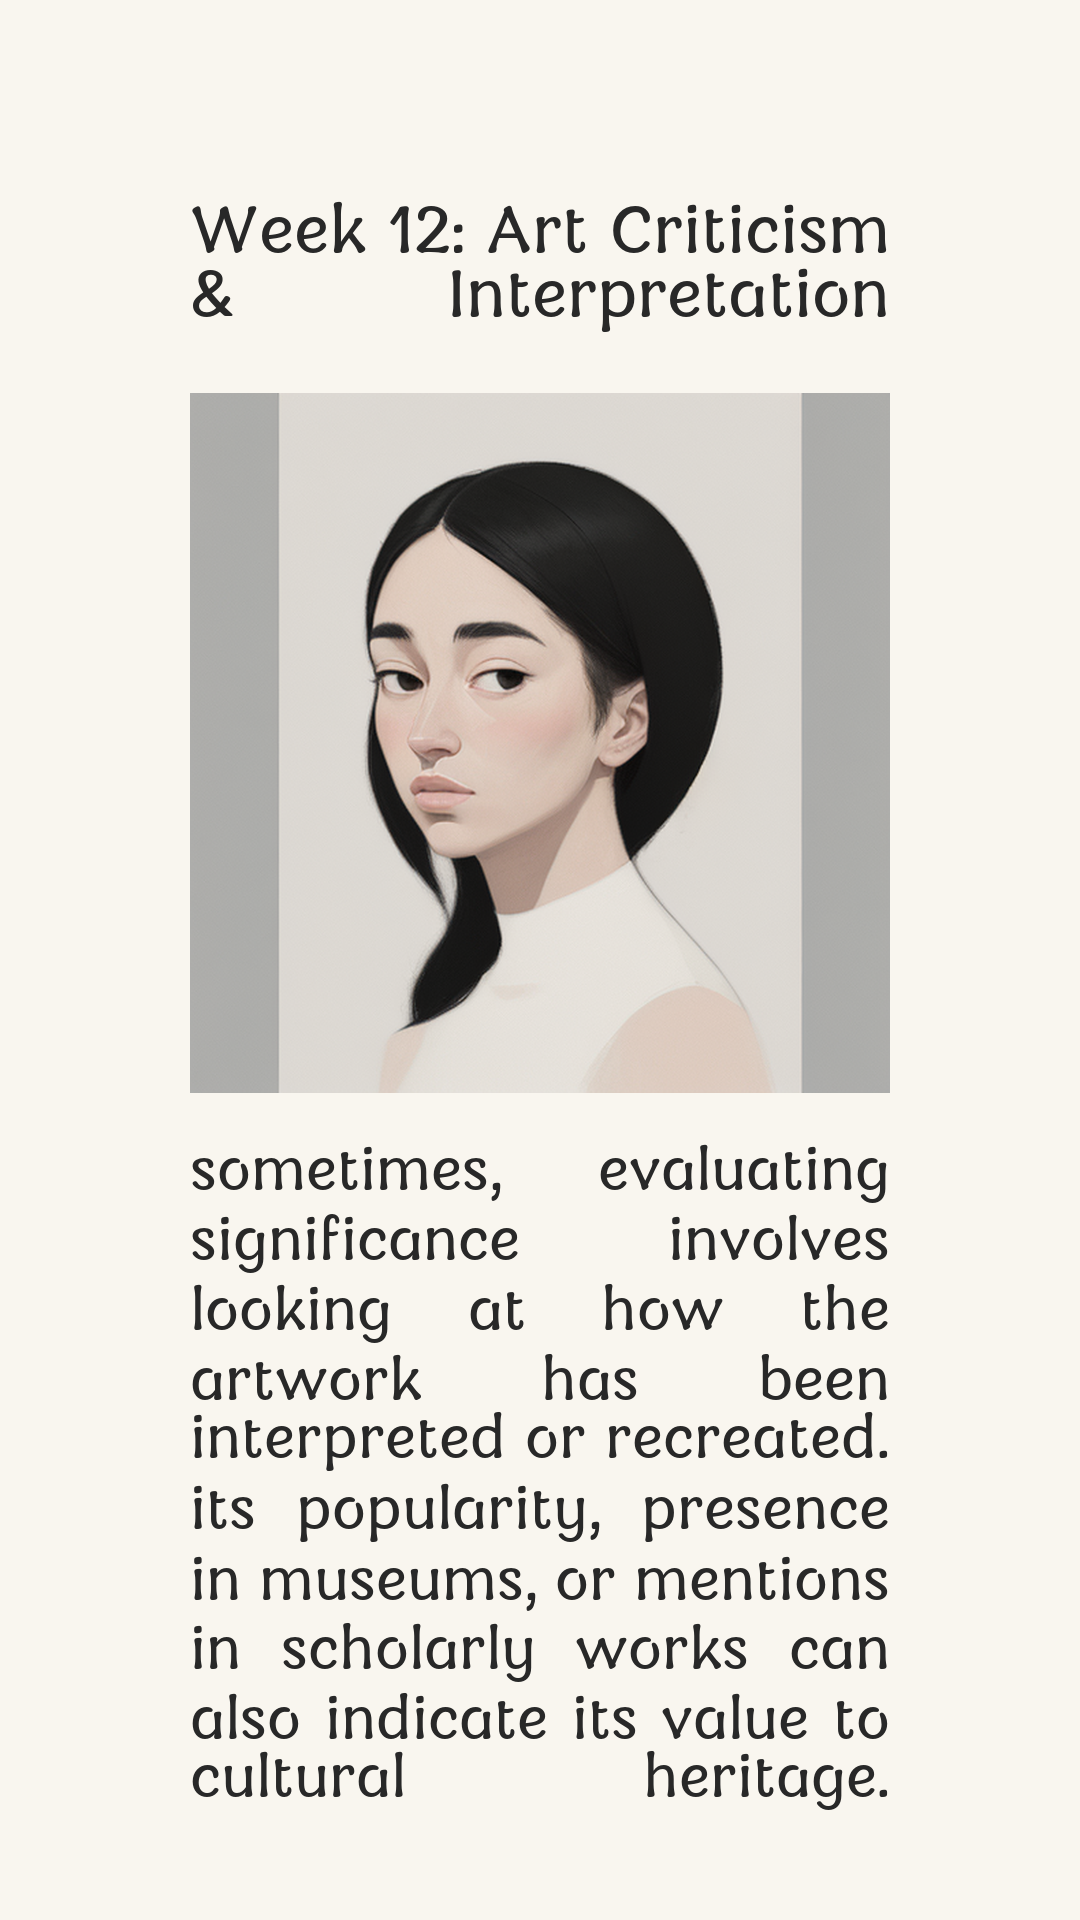 Week 12: Art Criticism
& Interpretation
sometimes, evaluating
significance involves
looking at how the
artwork has been
interpreted or recreated.
its popularity, presence
in museums, or mentions
in scholarly works can
also indicate its value to
cultural heritage.